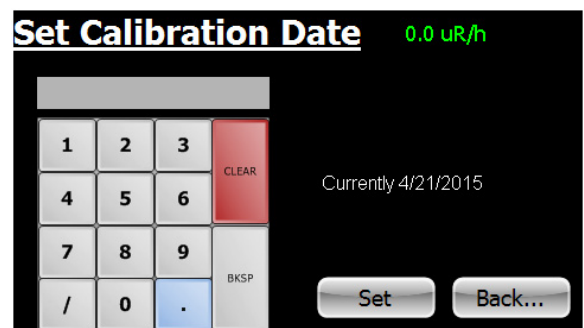 Set Calibration Date
0.0 uR/h
1 2 3 CLEAR
4 5 6
Currently 4/21/2015
7 8 9 BKSP
/ 0 .
Set Back...